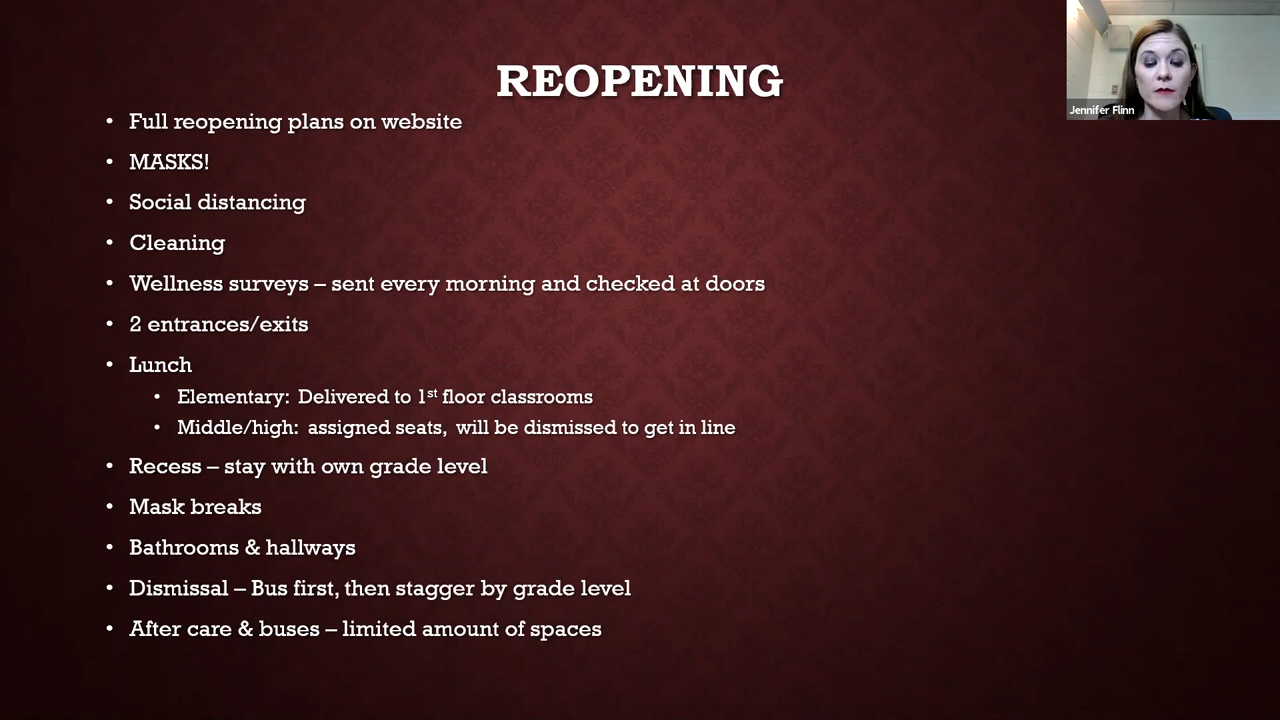 REOPENING
• Full reopening plans on website
• MASKS!
• Social distancing
• Cleaning
• Wellness surveys – sent every morning and checked at doors
• 2 entrances/exits
• Lunch
• Elementary: Delivered to 1st floor classrooms
• Middle/high: assigned seats, will be dismissed to get in line
• Recess – stay with own grade level
• Mask breaks
• Bathrooms & hallways
• Dismissal – Bus first, then stagger by grade level
• After care & buses – limited amount of spaces
Jennifer Flinn